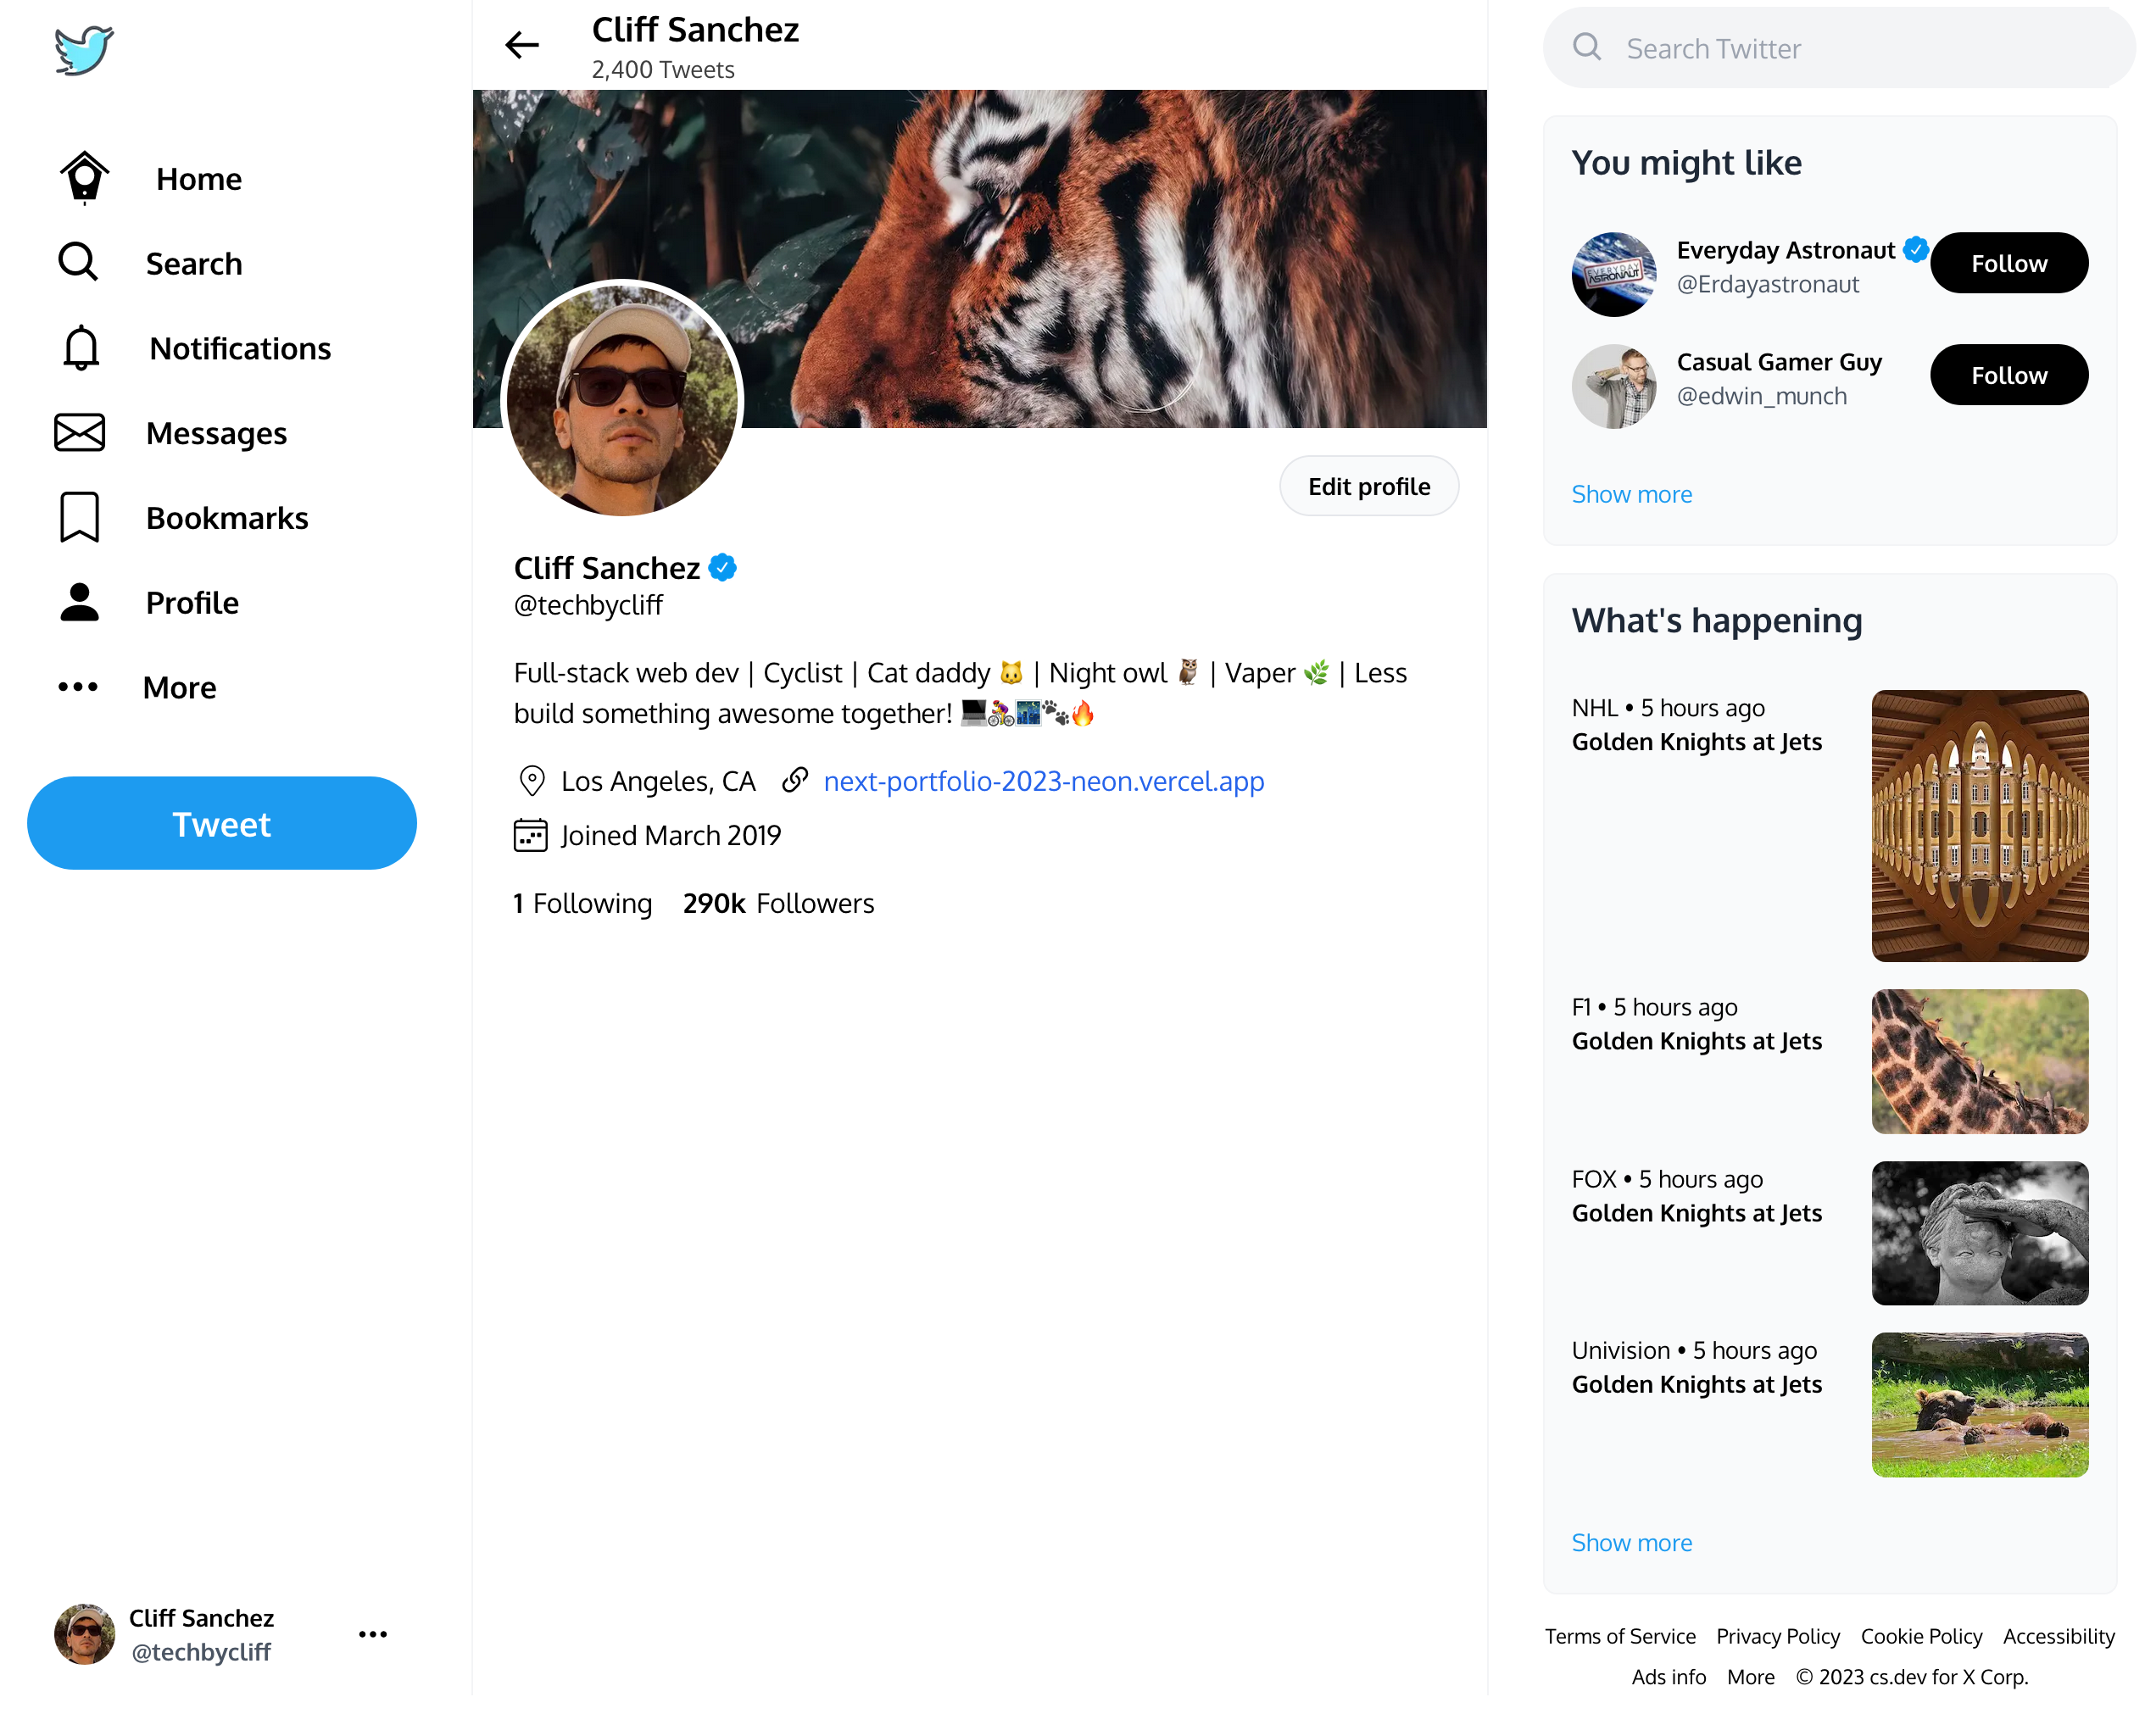 Home
Search
Notifications
Messages
Bookmarks
Profile
More
Tweet
Cliff Sanchez
@techbycliff
Cliff Sanchez
2,400 Tweets
Edit profile
Cliff Sanchez
@techbycliff
Full-stack web dev | Cyclist | Cat daddy 🐱 | Night owl 🦉 | Vaper 🌿 | Less
build something awesome together! 💻🚴🌃🐾🔥
Los Angeles, CA next-portfolio-2023-neon.vercel.app
Joined March 2019
1 Following 290k Followers
Search Twitter
You might like
EVERYDAY
ASTRONAUT
Everyday Astronaut
@Erdayastronaut
Follow
Casual Gamer Guy
@edwin_munch
Follow
Show more
What's happening
NHL • 5 hours ago
Golden Knights at Jets
F1 • 5 hours ago
Golden Knights at Jets
FOX • 5 hours ago
Golden Knights at Jets
Univision • 5 hours ago
Golden Knights at Jets
Show more
Terms of Service Privacy Policy Cookie Policy Accessibility
Ads info More © 2023 cs.dev for X Corp.